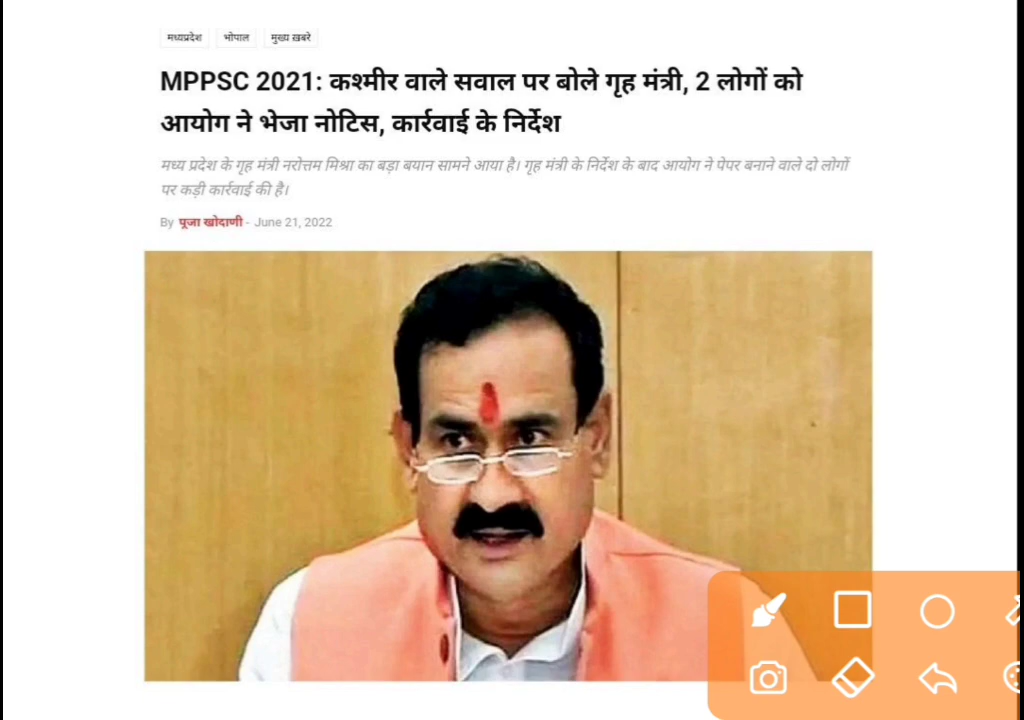 मध्यप्रदेश भोपाल मुख्य ख़बरें
MPPSC 2021: कश्मीर वाले सवाल पर बोले गृह मंत्री, 2 लोगों को
आयोग ने भेजा नोटिस, कार्रवाई के निर्देश
मध्य प्रदेश के गृह मंत्री नरोत्तम मिश्रा का बड़ा बयान सामने आया है। गृह मंत्री के निर्देश के बाद आयोग ने पेपर बनाने वाले दो लोगों
पर कड़ी कार्रवाई की है।
By पूजा खोदाणी - June 21, 2022